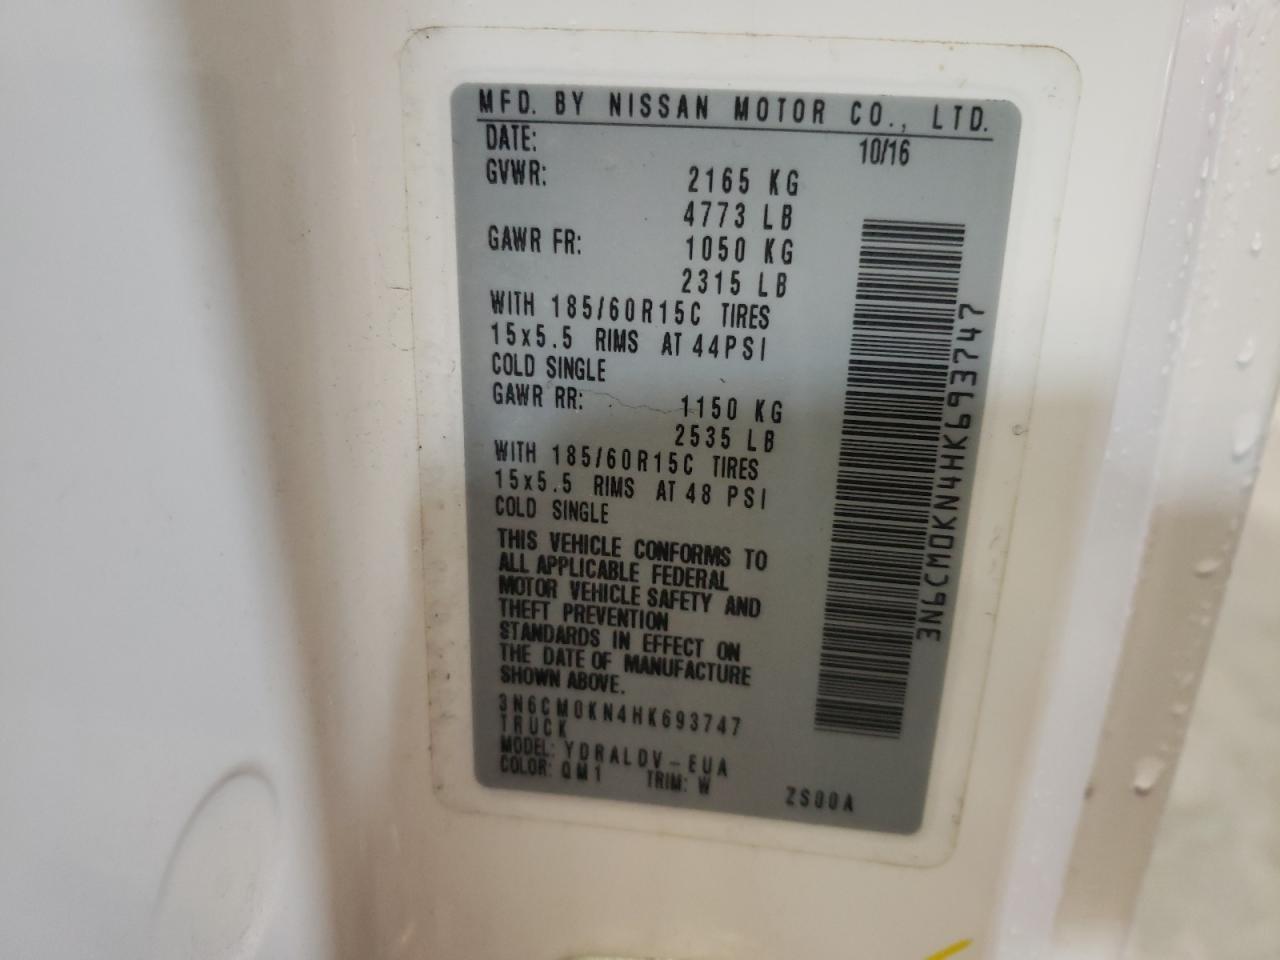 MFD. BY NISSAN MOTOR CO., LTD.
DATE: 10/16
GVWR: 2165 KG
4773 LB
GAWR FR: 1050 KG
2315 LB
WITH 185/60R15C TIRES
15x5.5 RIMS AT 44PSI
COLD SINGLE
GAWR RR: 1150 KG
2535 LB
WITH 185/60R15C TIRES
15x5.5 RIMS AT 48 PSI
COLD SINGLE
THIS VEHICLE CONFORMS TO
ALL APPLICABLE FEDERAL
MOTOR VEHICLE SAFETY AND
THEFT PREVENTION
STANDARDS IN EFFECT ON
THE DATE OF MANUFACTURE
SHOWN ABOVE.
3N6CM0KN4HK693747
TRUCK
MODEL: YDRALDV-EUA
COLOR: QM1 TRIM: W ZS00A
3N6CM0KN4HK693747